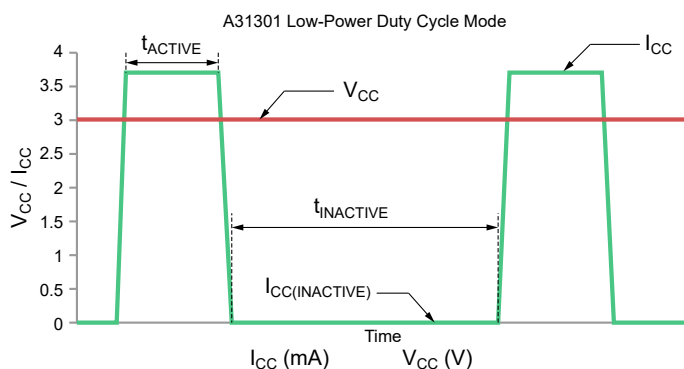 A31301 Low-Power Duty Cycle Mode
tACTIVE
ICC
VCC
VCC / ICC
4
3.5
3
2.5
2
1.5
1
0.5
0
tINACTIVE
ICC(INACTIVE)
Time
ICC (mA) VCC (V)